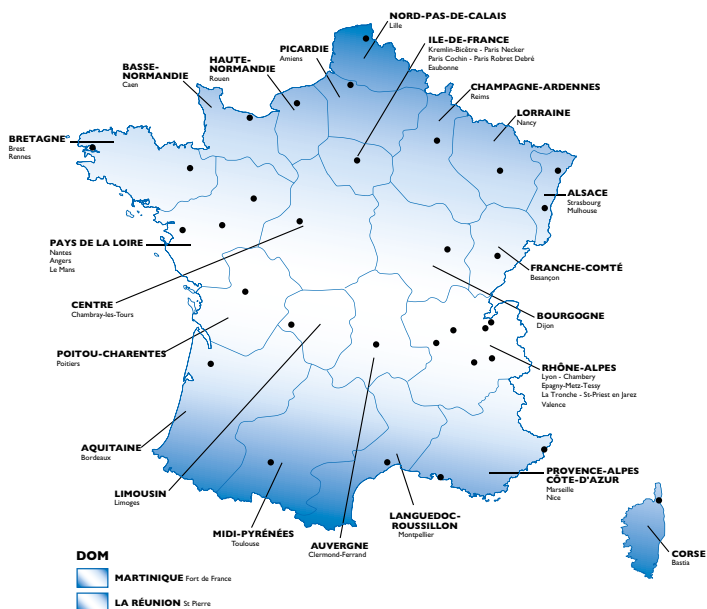 NORD-PAS-DE-CALAIS
Lille
ILE-DE-FRANCE
Kremlin-Bicêtre - Paris Necker
Paris Cochin - Paris Robret Debré
Eaubonne
PICARDIE
Amiens
HAUTE-
NORMANDIE
Rouen
BASSE-
NORMANDIE
Caen
CHAMPAGNE-ARDENNES
Reims
LORRAINE
Nancy
BRETAGNE
Brest
Rennes
ALSACE
Strasbourg
Mulhouse
PAYS DE LA LOIRE
Nantes
Angers
Le Mans
FRANCHE-COMTÉ
Besançon
CENTRE
Chambray-les-Tours
BOURGOGNE
Dijon
POITOU-CHARENTES
Poitiers
RHÔNE-ALPES
Lyon - Chambery
Epagny-Metz-Tessy
La Tronche - St-Priest en Jarez
Valence
AQUITAINE
Bordeaux
PROVENCE-ALPES
CÔTE-D'AZUR
Marseille
Nice
LIMOUSIN
Limoges
LANGUEDOC-
ROUSSILLON
Montpellier
MIDI-PYRÉNÉES
Toulouse
AUVERGNE
Clermond-Ferrand
CORSE
Bastia
DOM
MARTINIQUE Fort de France
LA RÉUNION St Pierre